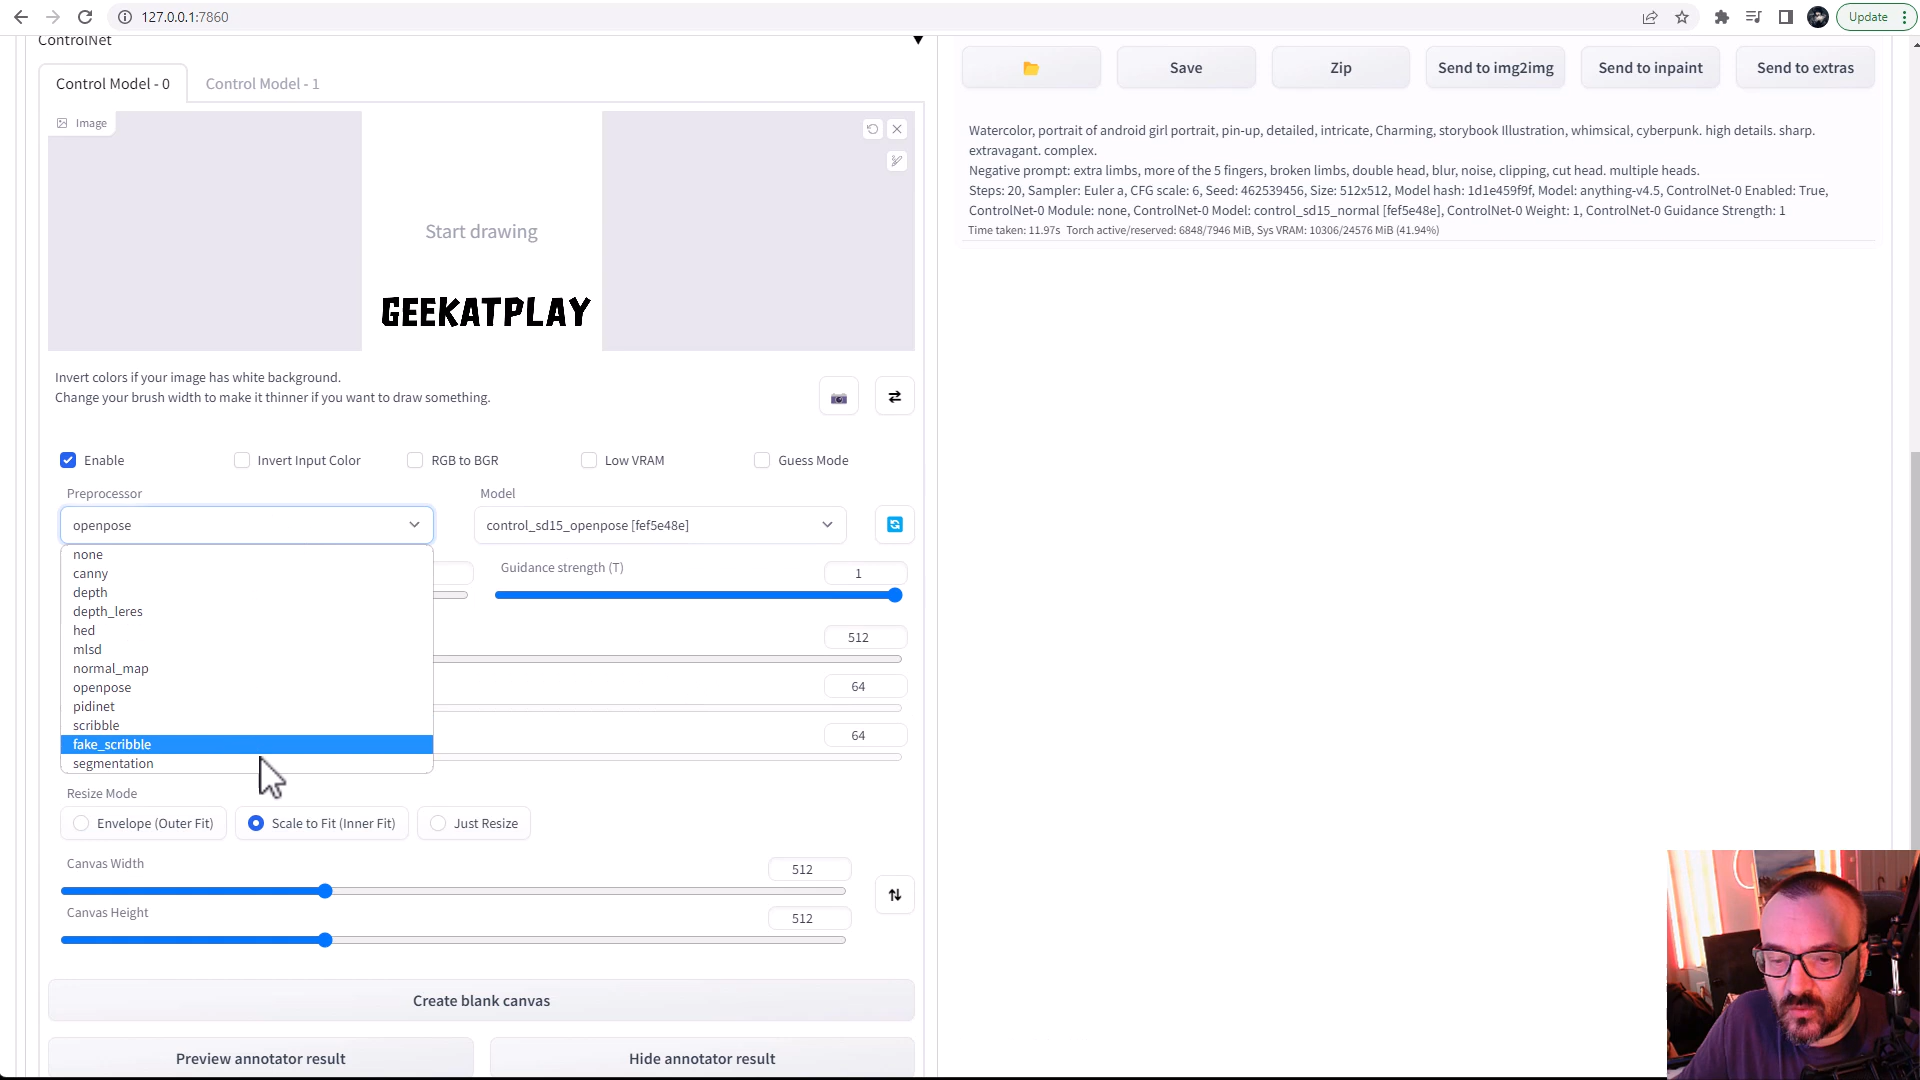 127.0.0.1:7860
Update
ControlNet
Control Model - 0
Control Model - 1
Image
Start drawing
GEEKATPLAY
Invert colors if your image has white background.
Change your brush width to make it thinner if you want to draw something.
Enable
Invert Input Color
RGB to BGR
Low VRAM
Guess Mode
Preprocessor
Model
openpose
control_sd15_openpose [fef5e48e]
none
canny
depth
depth_leres
hed
mlsd
normal_map
openpose
pidinet
scribble
fake_scribble
segmentation
Guidance strength (T)
1
512
64
64
Resize Mode
Envelope (Outer Fit)
Scale to Fit (Inner Fit)
Just Resize
Canvas Width
512
Canvas Height
512
Create blank canvas
Preview annotator result
Hide annotator result
Save
Zip
Send to img2img
Send to inpaint
Send to extras
Watercolor, portrait of android girl portrait, pin-up, detailed, intricate, Charming, storybook Illustration, whimsical, cyberpunk. high details. sharp.
extravagant. complex.
Negative prompt: extra limbs, more of the 5 fingers, broken limbs, double head, blur, noise, clipping, cut head. multiple heads.
Steps: 20, Sampler: Euler a, CFG scale: 6, Seed: 462539456, Size: 512x512, Model hash: 1d1e459f9f, Model: anything-v4.5, ControlNet-0 Enabled: True,
ControlNet-0 Module: none, ControlNet-0 Model: control_sd15_normal [fef5e48e], ControlNet-0 Weight: 1, ControlNet-0 Guidance Strength: 1
Time taken: 11.97s Torch active/reserved: 6848/7946 MiB, Sys VRAM: 10306/24576 MiB (41.94%)